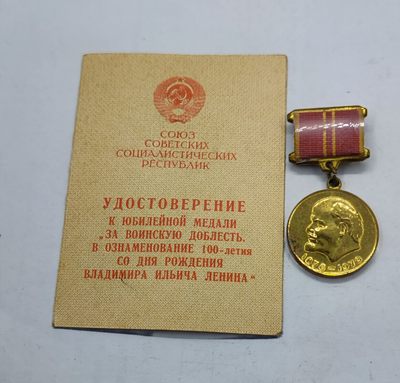 СОЮЗ
СОВЕТСКИХ
СОЦИАЛИСТИЧЕСКИХ
РЕСПУБЛИК
УДОСТОВЕРЕНИЕ
К ЮБИЛЕЙНОЙ МЕДАЛИ
„ЗА ВОИНСКУЮ ДОБЛЕСТЬ.
В ОЗНАМЕНОВАНИЕ 100-летия
СО ДНЯ РОЖДЕНИЯ
ВЛАДИМИРА ИЛЬИЧА ЛЕНИНА“
1870-1970